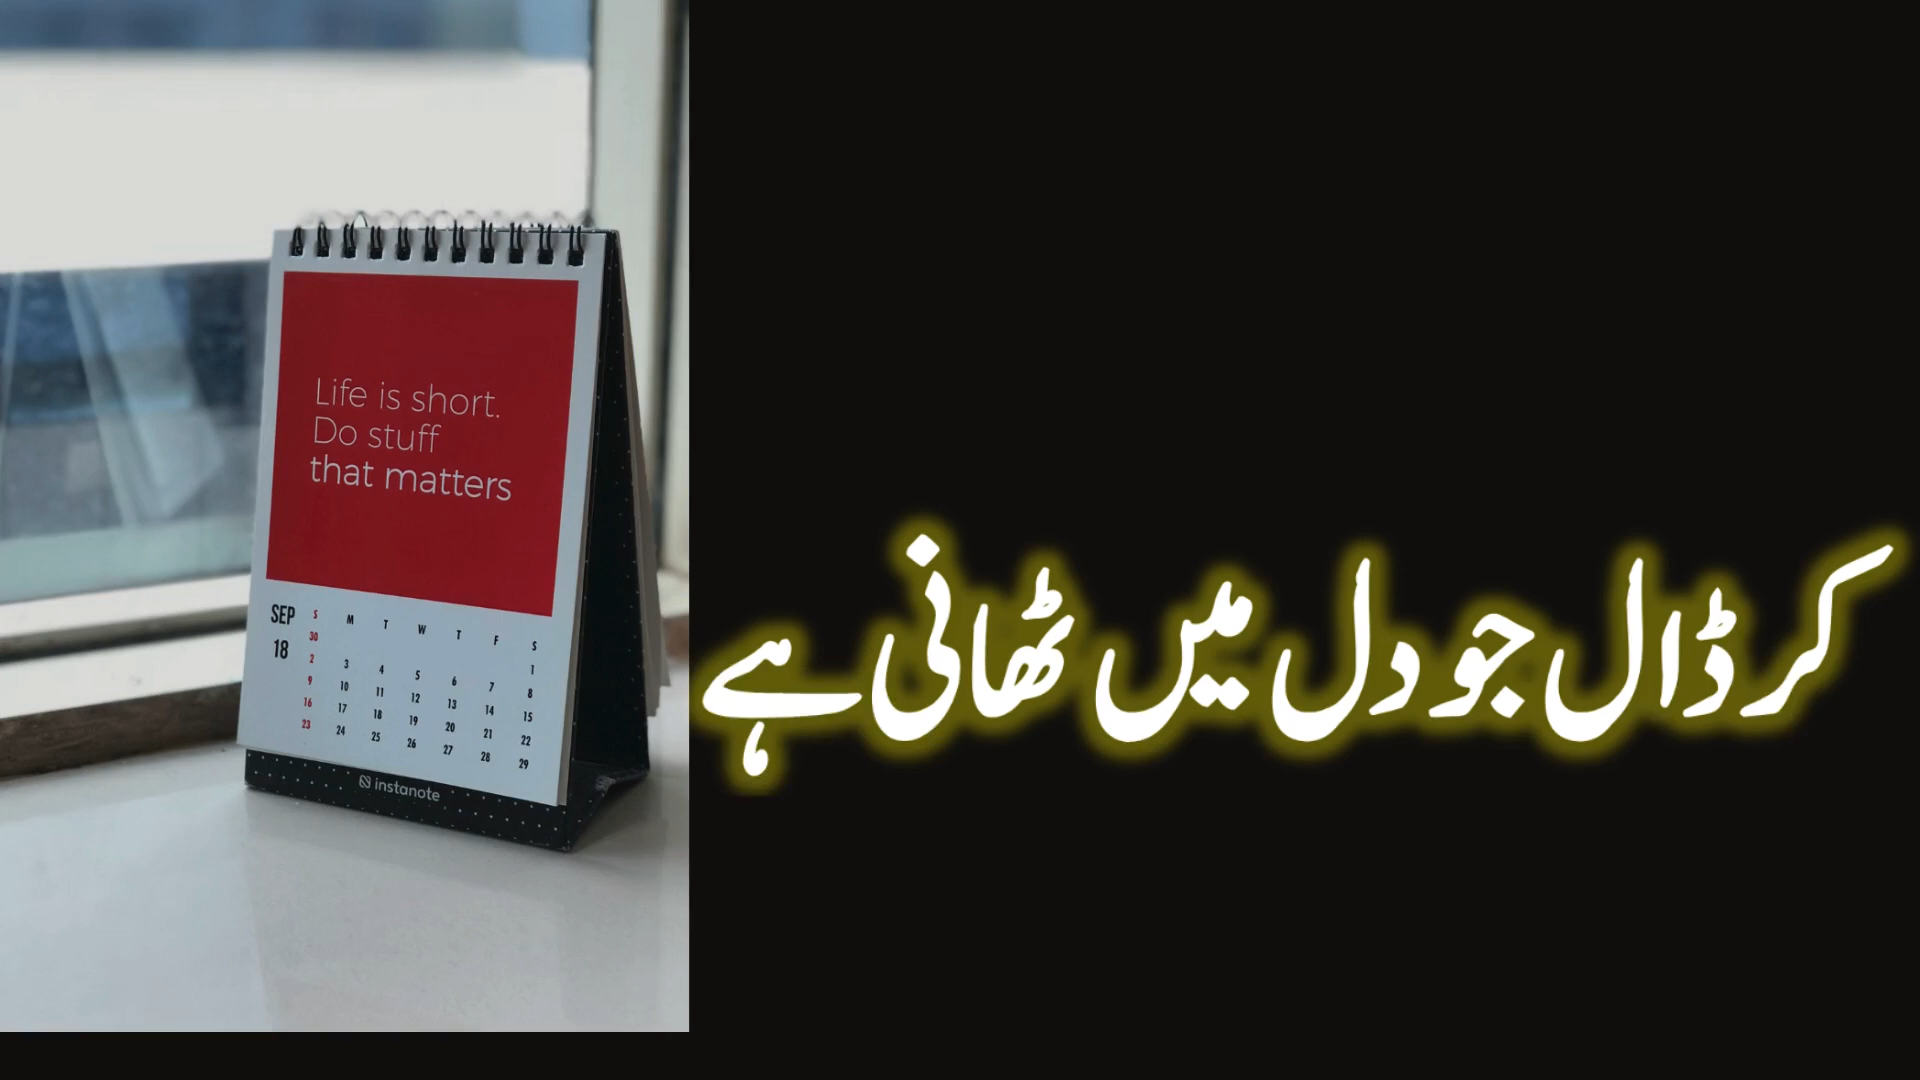 Life is short.
Do stuff
that matters
SEP
18
S M T W T F S
30 1
2 3 4 5 6 7 8
9 10 11 12 13 14 15
16 17 18 19 20 21 22
23 24 25 26 27 28 29
instanote
کر ڈال جو دل میں ٹھانی ہے